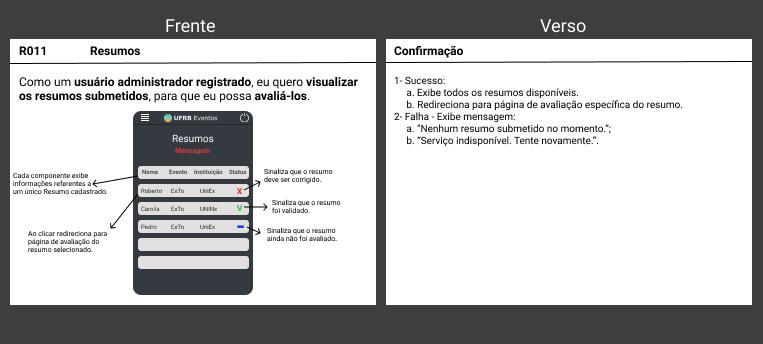 Frente
R011 Resumos
Como um usuário administrador registrado, eu quero visualizar
os resumos submetidos, para que eu possa avaliá-los.
UFRB Eventos
Resumos
Mensagem
Nome Evento Instituição Status
Roberto ExTo UniEx X
Camila ExTo UNINx V
Pedro ExTo UniEx
Cada componente exibe
informações referentes a
um único Resumo cadastrado.
Ao clicar redireciona para
página de avaliação do
resumo selecionado.
Sinaliza que o resumo
deve ser corrigido.
Sinaliza que o resumo
foi validado.
Sinaliza que o resumo
ainda não foi avaliado.
Verso
Confirmação
1- Sucesso:
a. Exibe todos os resumos disponíveis.
b. Redireciona para página de avaliação específica do resumo.
2- Falha - Exibe mensagem:
a. “Nenhum resumo submetido no momento.”;
b. “Serviço indisponível. Tente novamente.”.